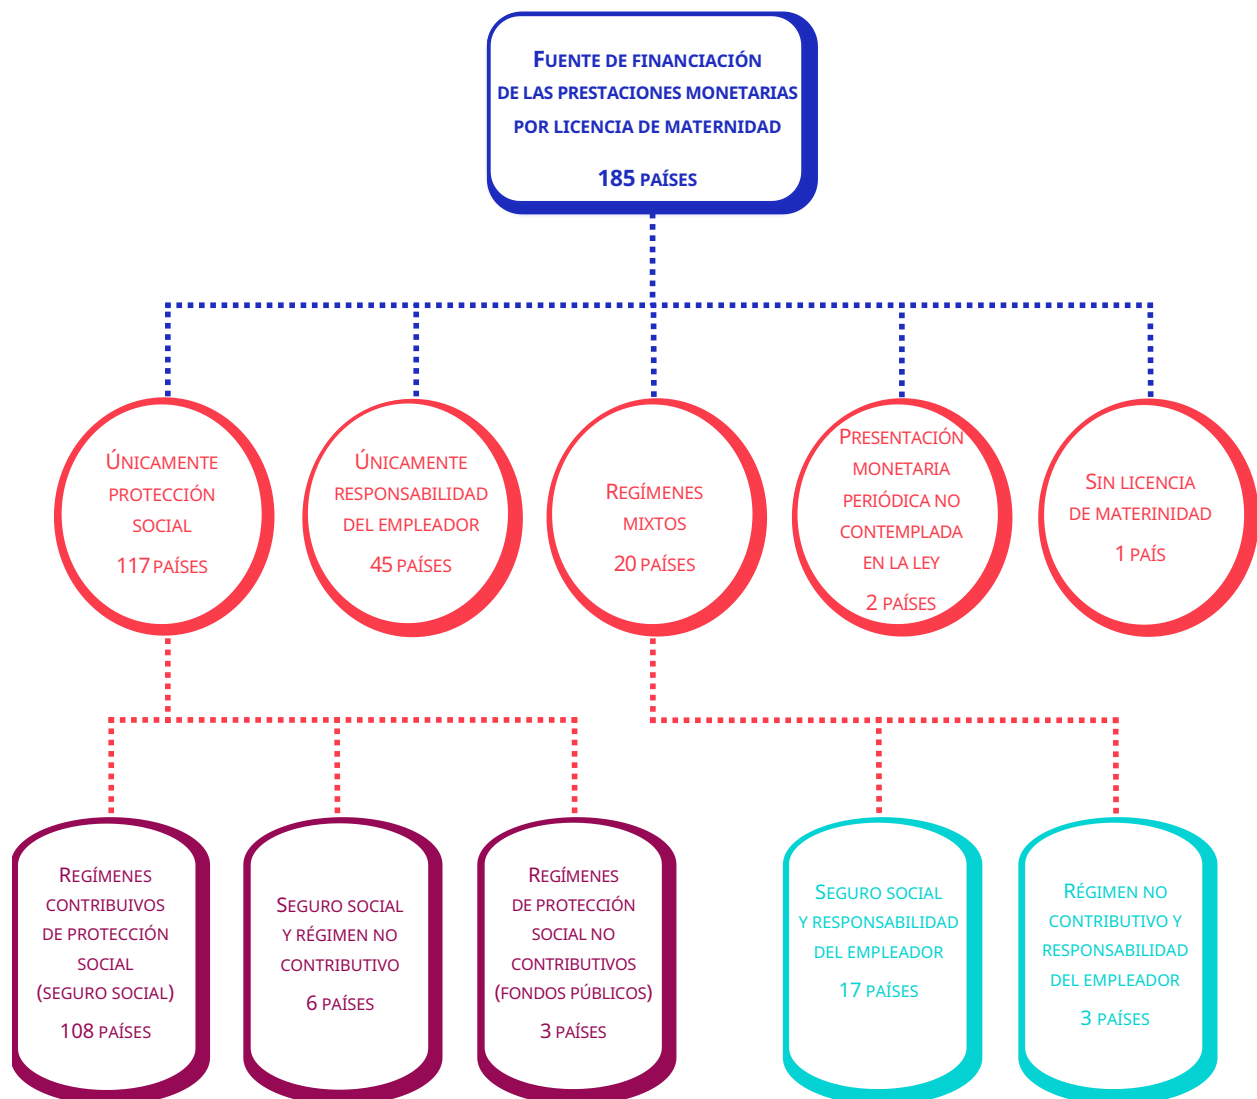 Fuente de financiación
de las prestaciones monetarias
por licencia de maternidad
185 países
Únicamente
protección
social
117 países
Únicamente
responsabilidad
del empleador
45 países
Regímenes
mixtos
20 países
Presentación
monetaria
periódica no
contemplada
en la ley
2 países
Sin licencia
de materinidad
1 país
Regímenes
contribuivos
de protección
social
(seguro social)
108 países
Seguro social
y régimen no
contributivo
6 países
Regímenes
de protección
social no
contributivos
(fondos públicos)
3 países
Seguro social
y responsabilidad
del empleador
17 países
Régimen no
contributivo y
responsabilidad
del empleador
3 países